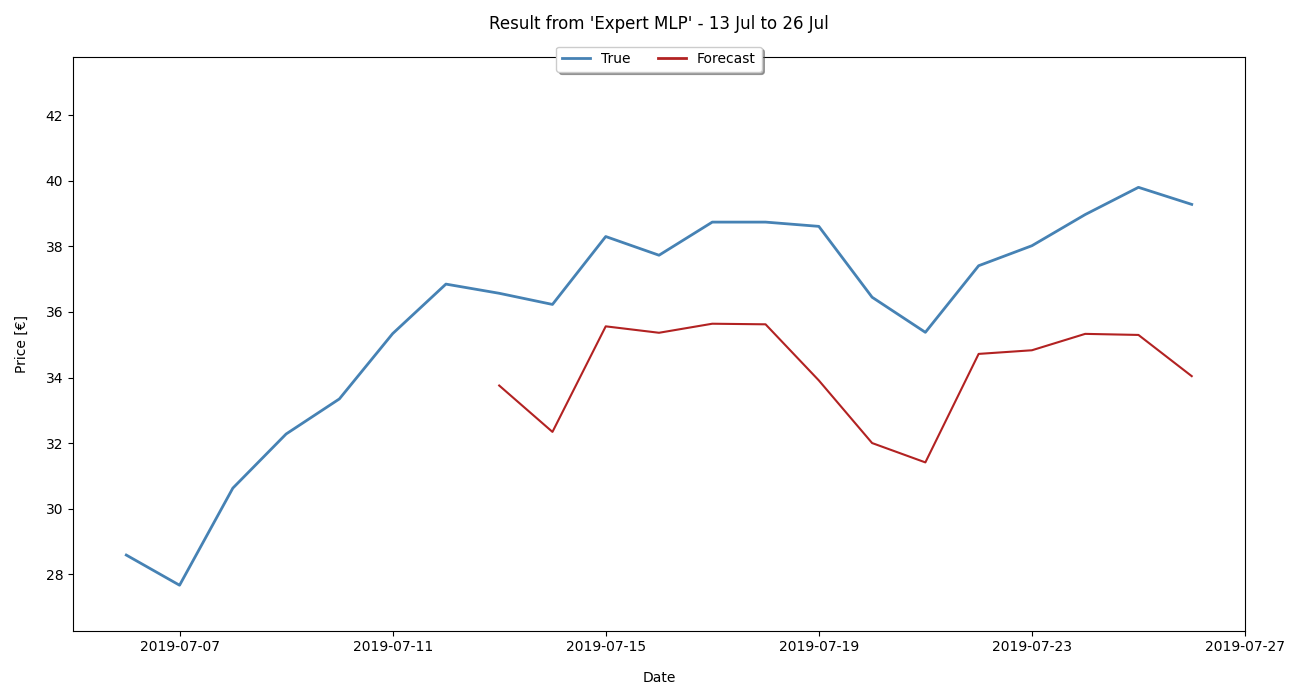 Result from 'Expert MLP' - 13 Jul to 26 Jul
True Forecast
42
40
38
36
34
32
30
28
Price [€]
2019-07-07 2019-07-11 2019-07-15 2019-07-19 2019-07-23 2019-07-27
Date